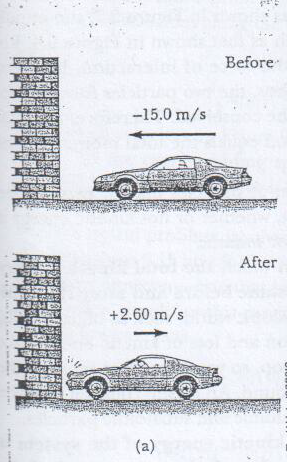 Before
–15.0 m/s
After
+2.60 m/s
(a)